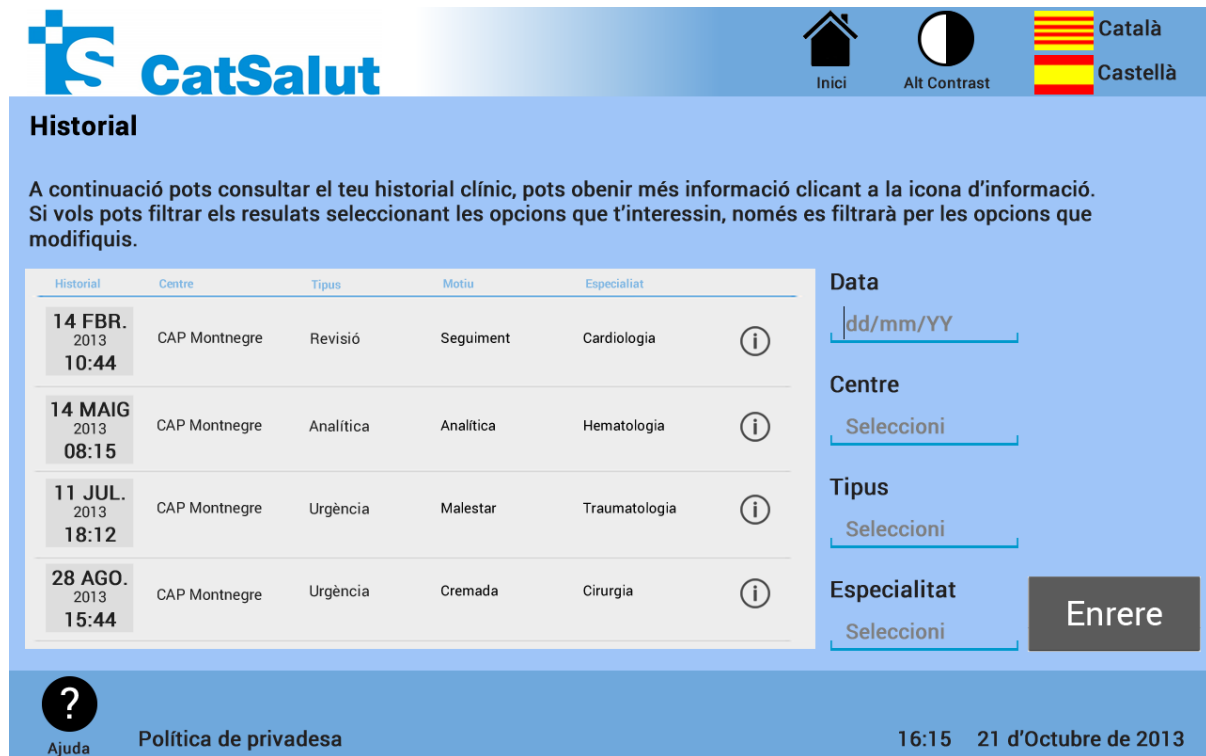 CatSalut
Inici
Alt Contrast
Català
Castellà
Historial
A continuació pots consultar el teu historial clínic, pots obenir més informació clicant a la icona d'informació.
Si vols pots filtrar els resulats seleccionant les opcions que t'interessin, només es filtrarà per les opcions que
modifiquis.
Historial Centre Tipus Motiu Especialiat
14 FBR.
2013
10:44
CAP Montnegre Revisió Seguiment Cardiologia
14 MAIG
2013
08:15
CAP Montnegre Analítica Analítica Hematologia
11 JUL.
2013
18:12
CAP Montnegre Urgència Malestar Traumatologia
28 AGO.
2013
15:44
CAP Montnegre Urgència Cremada Cirurgia
Data
dd/mm/YY
Centre
Seleccioni
Tipus
Seleccioni
Especialitat
Seleccioni
Enrere
?
Ajuda
Política de privadesa
16:15 21 d'Octubre de 2013